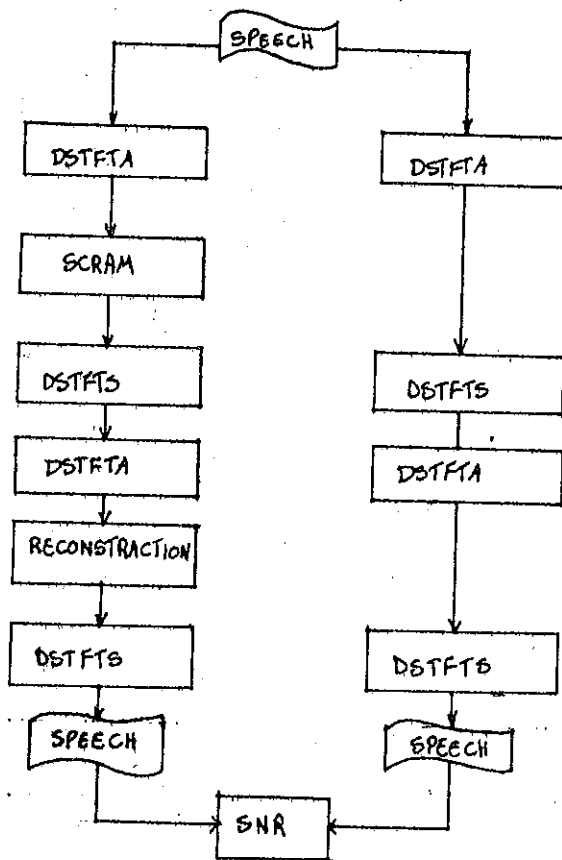 SPEECH
DSTFTA
SCRAM
DSTFTS
DSTFTA
RECONSTRACTION
DSTFTS
SPEECH
DSTFTA
DSTFTS
DSTFTA
DSTFTS
SPEECH
SNR